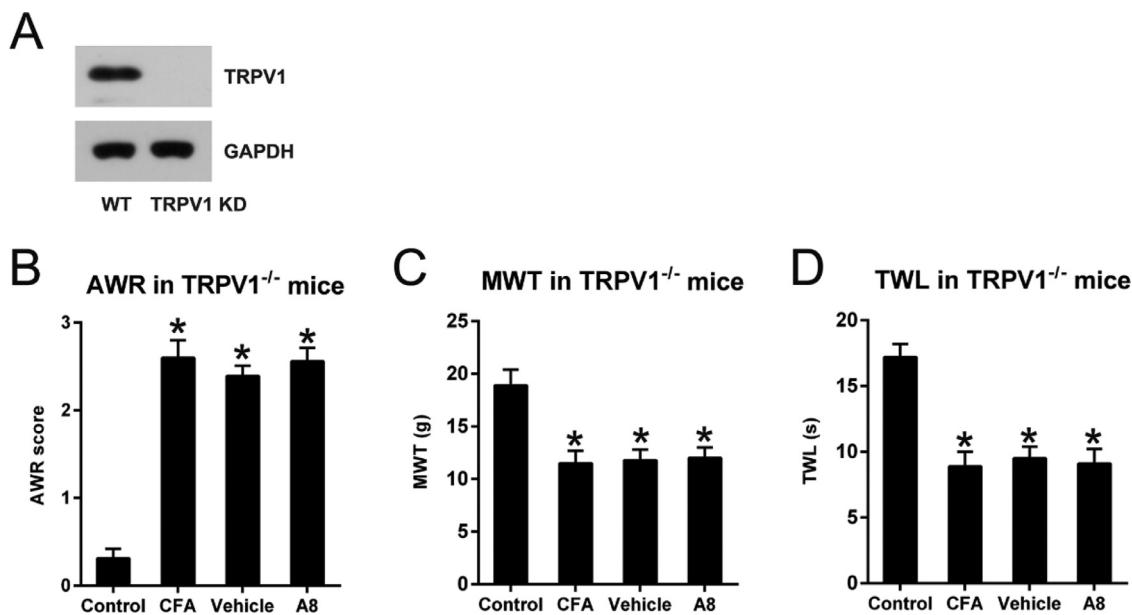 A
TRPV1
GAPDH
WT TRPV1 KD
B
AWR in TRPV1-/- mice
AWR score
3
2
1
0
* * *
Control CFA Vehicle A8
C
MWT in TRPV1-/- mice
MWT (g)
25
20
15
10
5
0
* * *
Control CFA Vehicle A8
D
TWL in TRPV1-/- mice
TWL (s)
20
15
10
5
0
* * *
Control CFA Vehicle A8